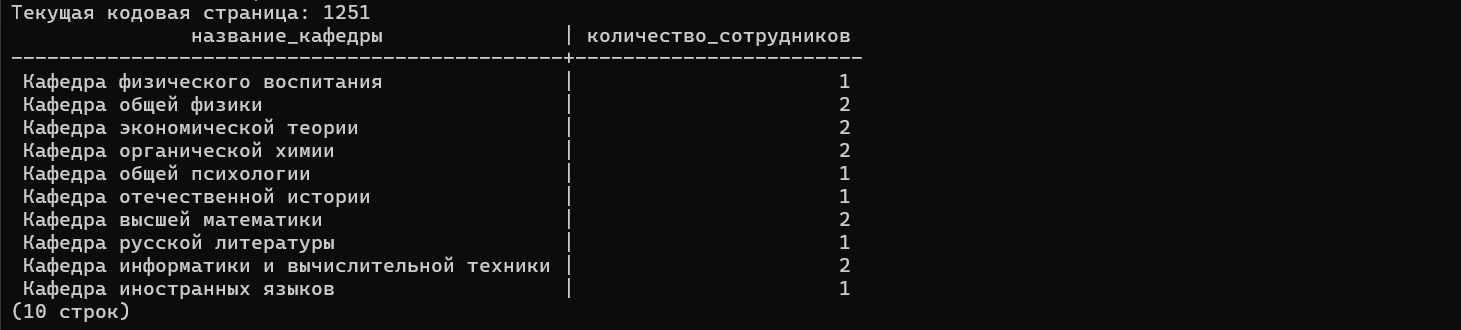 Текущая кодовая страница: 1251
название_кафедры | количество_сотрудников
----------------------------------------------+------------------------
Кафедра физического воспитания | 1
Кафедра общей физики | 2
Кафедра экономической теории | 2
Кафедра органической химии | 2
Кафедра общей психологии | 1
Кафедра отечественной истории | 1
Кафедра высшей математики | 2
Кафедра русской литературы | 1
Кафедра информатики и вычислительной техники | 2
Кафедра иностранных языков | 1
(10 строк)